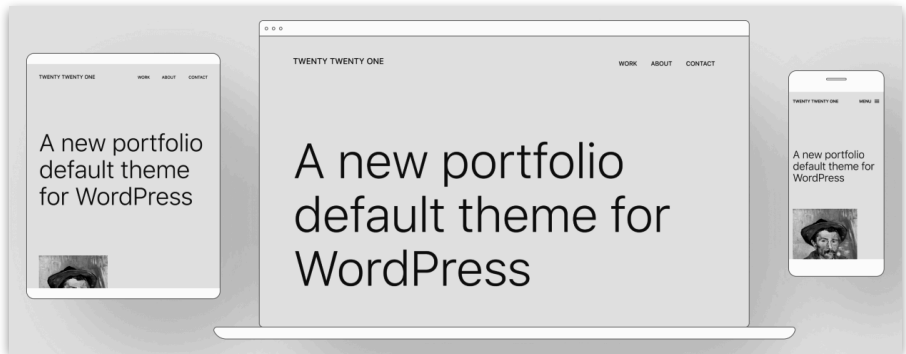 TWENTY TWENTY ONE
WORK ABOUT CONTACT
A new portfolio
default theme
for WordPress
TWENTY TWENTY ONE
WORK ABOUT CONTACT
A new portfolio
default theme for
WordPress
TWENTY TWENTY ONE
MENU
A new portfolio
default theme for
WordPress